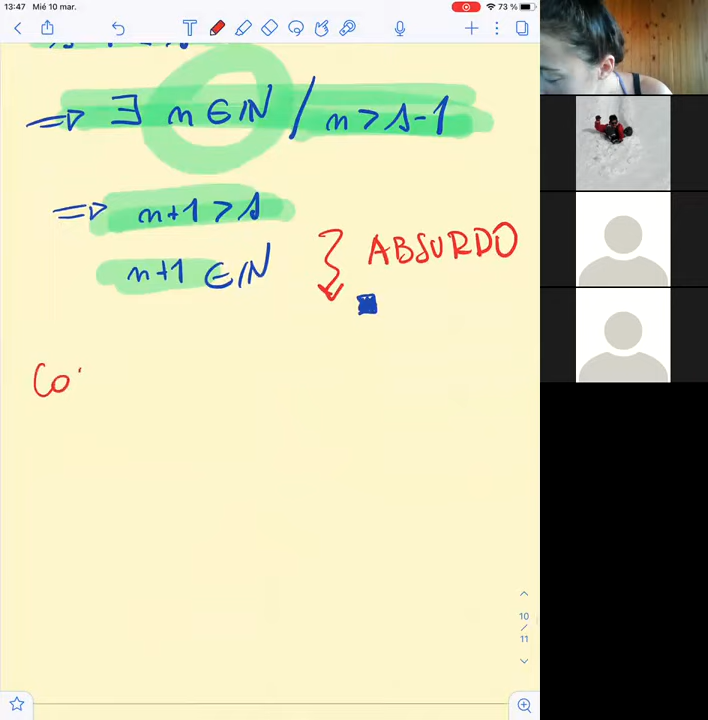 13:47 Mié 10 mar. 73 %
T
⇒ ∃ n ∈ ℕ / n > s-1
⇒ n+1 > s
n+1 ∈ ℕ
ABSURDO
Co
10
/
11